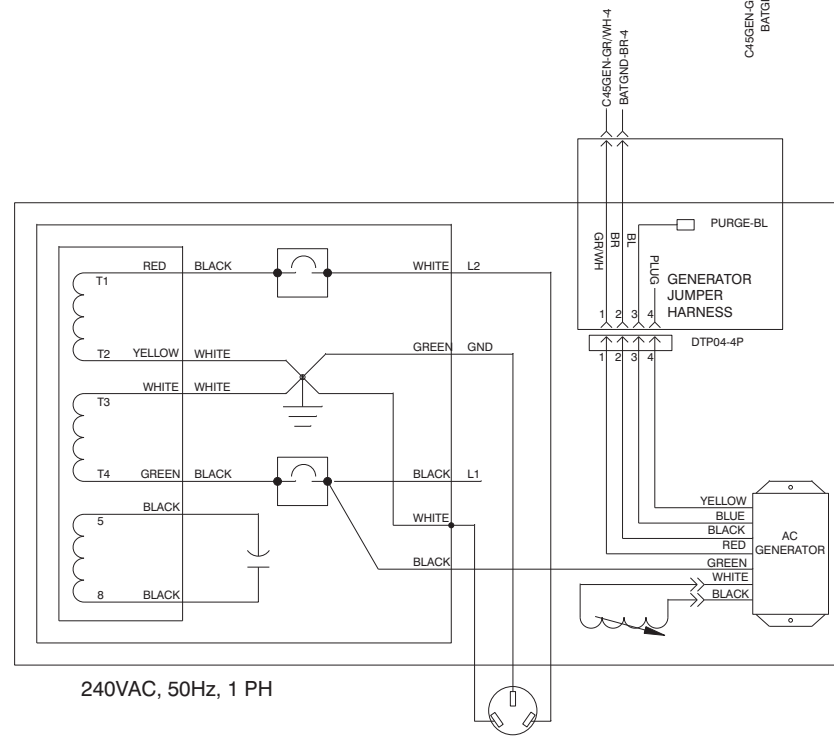 C45GEN-GR/WH-4
BATGND-BR-4
C45GEN-G
BATG
GR/WH
BR
BL
PLUG
PURGE-BL
GENERATOR
JUMPER
HARNESS
1 2 3 4
DTP04-4P
1 2 3 4
T1 RED BLACK WHITE L2
T2 YELLOW WHITE GREEN GND
WHITE WHITE
T3
T4 GREEN BLACK BLACK L1
BLACK
5
WHITE
BLACK
8 BLACK
YELLOW
BLUE
BLACK
RED
GREEN
WHITE
BLACK
AC
GENERATOR
240VAC, 50Hz, 1 PH